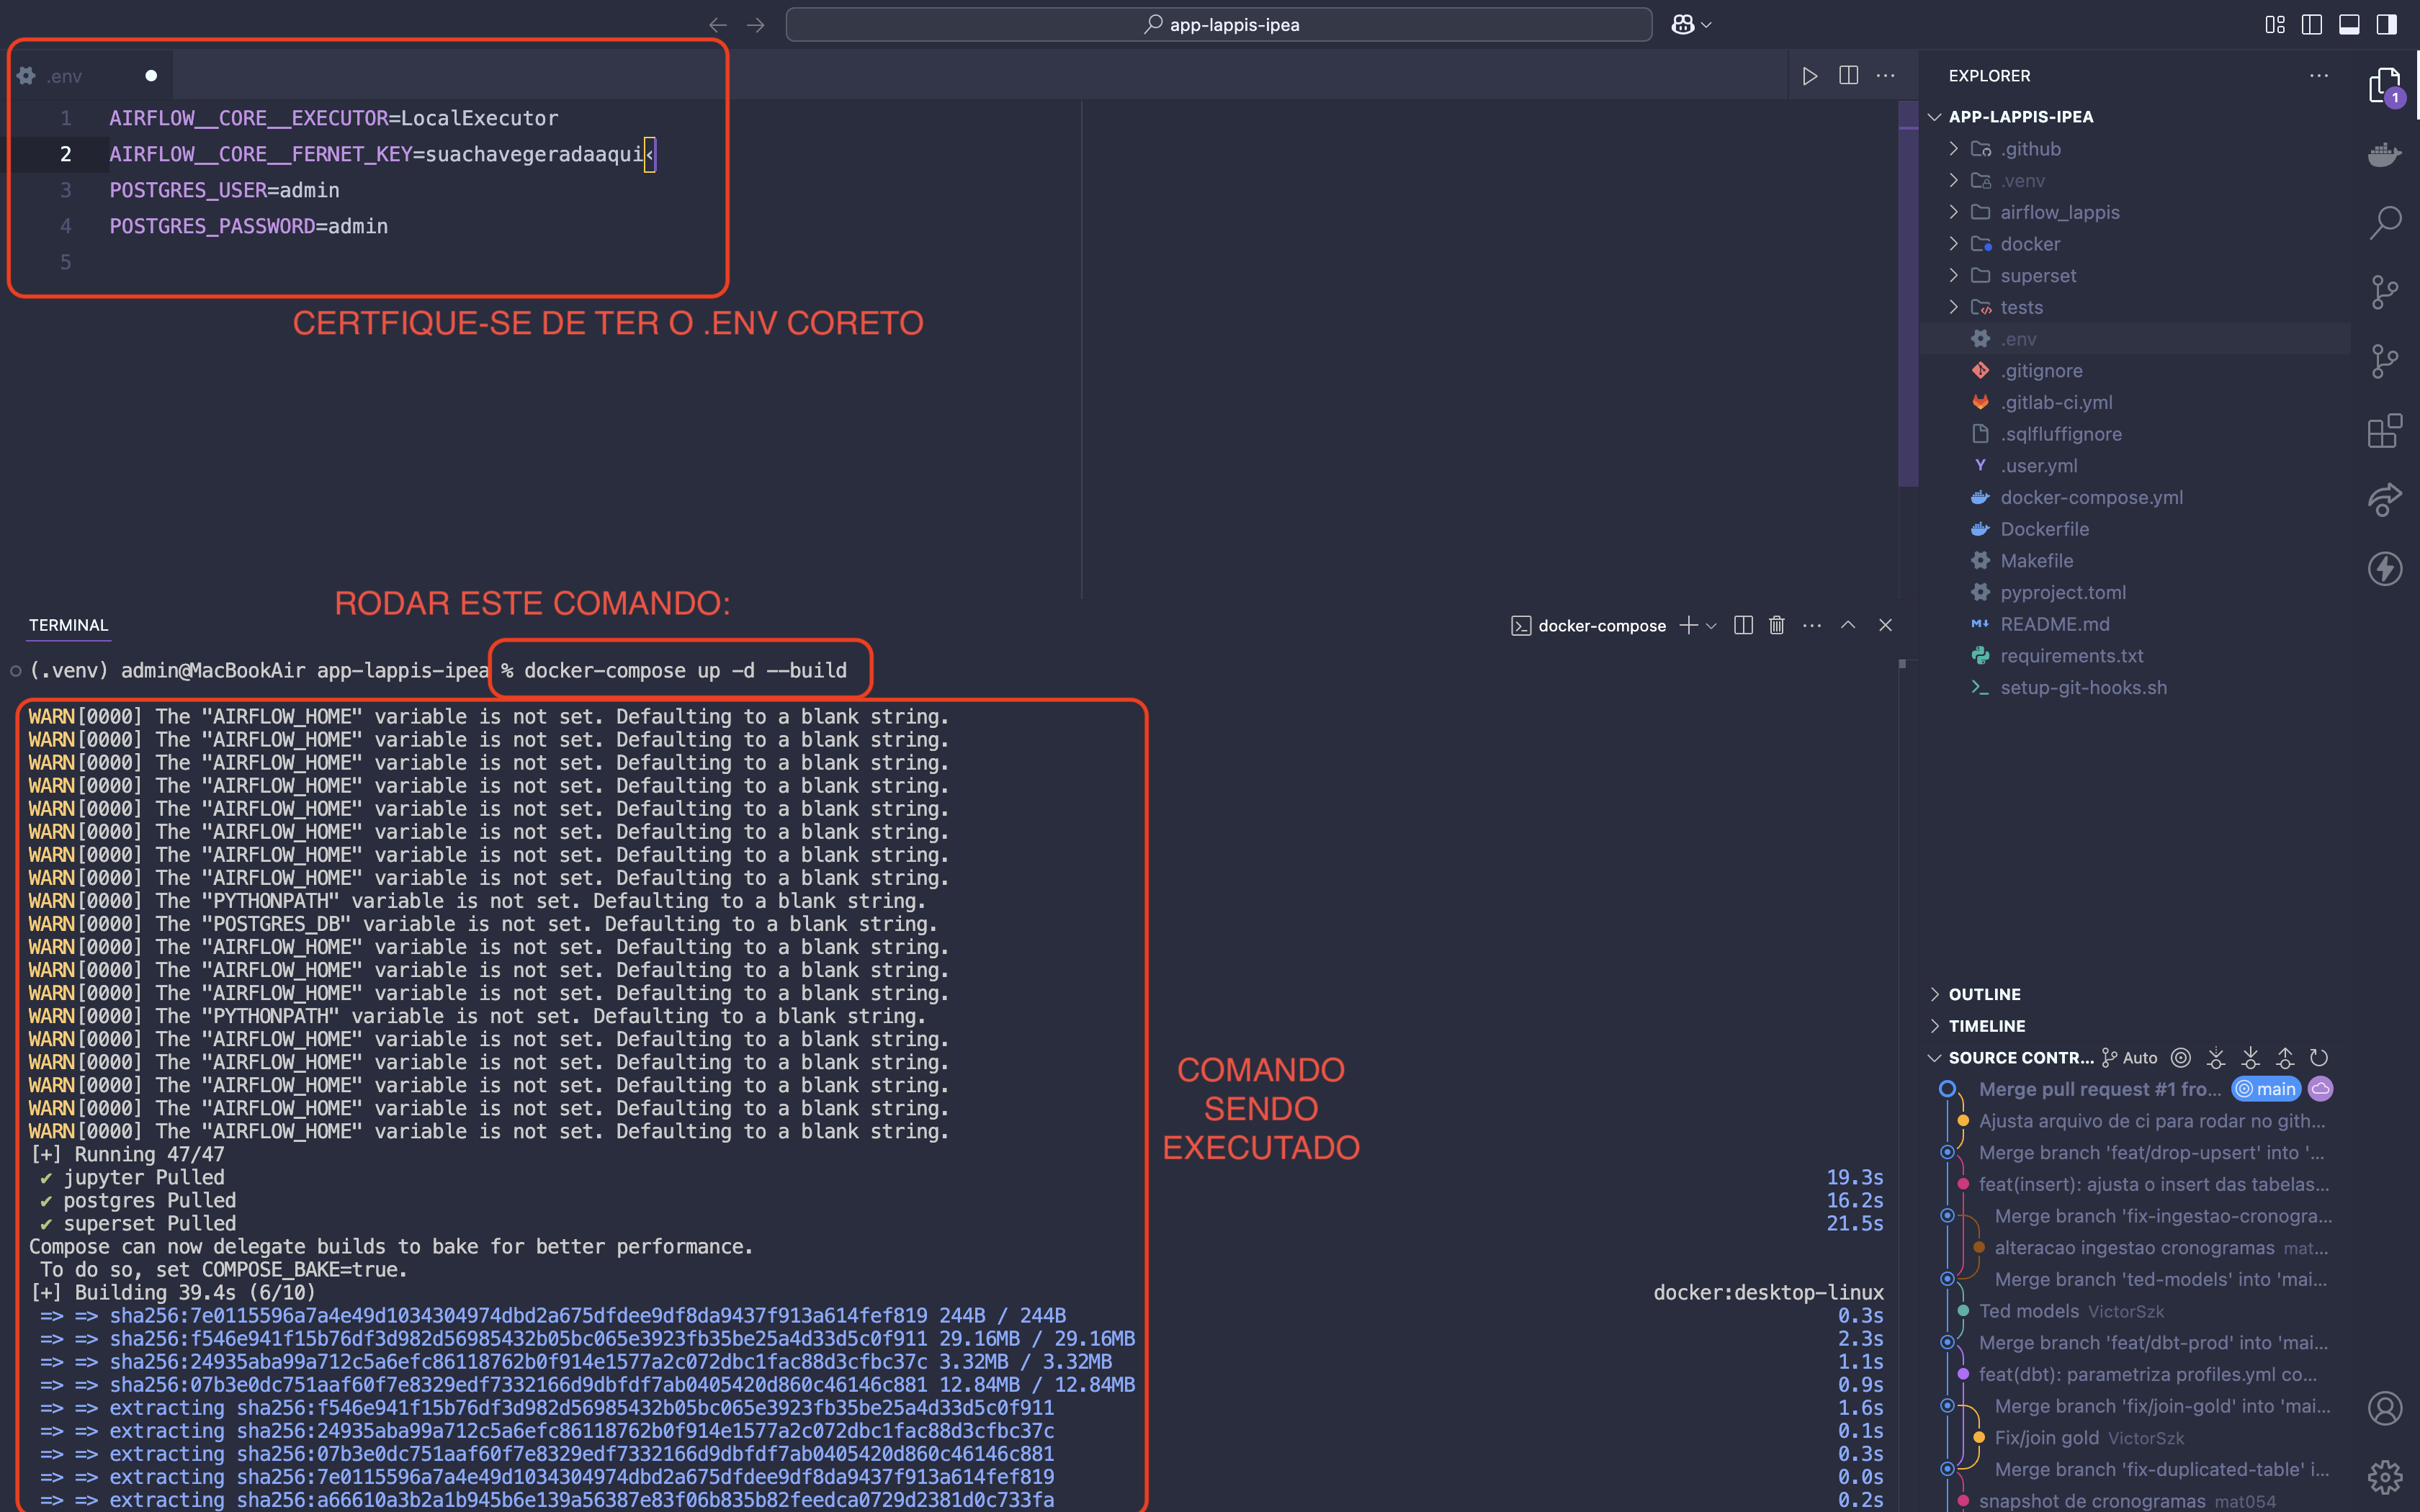 app-lappis-ipea
.env
1 AIRFLOW__CORE__EXECUTOR=LocalExecutor
2 AIRFLOW__CORE__FERNET_KEY=suachavegeradaaqui<
3 POSTGRES_USER=admin
4 POSTGRES_PASSWORD=admin
5
CERTFIQUE-SE DE TER O .ENV CORETO
RODAR ESTE COMANDO:
TERMINAL
docker-compose
(.venv) admin@MacBookAir app-lappis-ipea % docker-compose up -d --build
WARN[0000] The "AIRFLOW_HOME" variable is not set. Defaulting to a blank string.
WARN[0000] The "AIRFLOW_HOME" variable is not set. Defaulting to a blank string.
WARN[0000] The "AIRFLOW_HOME" variable is not set. Defaulting to a blank string.
WARN[0000] The "AIRFLOW_HOME" variable is not set. Defaulting to a blank string.
WARN[0000] The "AIRFLOW_HOME" variable is not set. Defaulting to a blank string.
WARN[0000] The "AIRFLOW_HOME" variable is not set. Defaulting to a blank string.
WARN[0000] The "AIRFLOW_HOME" variable is not set. Defaulting to a blank string.
WARN[0000] The "AIRFLOW_HOME" variable is not set. Defaulting to a blank string.
WARN[0000] The "PYTHONPATH" variable is not set. Defaulting to a blank string.
WARN[0000] The "POSTGRES_DB" variable is not set. Defaulting to a blank string.
WARN[0000] The "AIRFLOW_HOME" variable is not set. Defaulting to a blank string.
WARN[0000] The "AIRFLOW_HOME" variable is not set. Defaulting to a blank string.
WARN[0000] The "AIRFLOW_HOME" variable is not set. Defaulting to a blank string.
WARN[0000] The "PYTHONPATH" variable is not set. Defaulting to a blank string.
WARN[0000] The "AIRFLOW_HOME" variable is not set. Defaulting to a blank string.
WARN[0000] The "AIRFLOW_HOME" variable is not set. Defaulting to a blank string.
WARN[0000] The "AIRFLOW_HOME" variable is not set. Defaulting to a blank string.
WARN[0000] The "AIRFLOW_HOME" variable is not set. Defaulting to a blank string.
WARN[0000] The "AIRFLOW_HOME" variable is not set. Defaulting to a blank string.
[+] Running 47/47
✔ jupyter Pulled 19.3s
✔ postgres Pulled 16.2s
✔ superset Pulled 21.5s
Compose can now delegate builds to bake for better performance.
To do so, set COMPOSE_BAKE=true.
[+] Building 39.4s (6/10) docker:desktop-linux
=> => sha256:7e0115596a7a4e49d1034304974dbd2a675dfdee9df8da9437f913a614fef819 244B / 244B 0.3s
=> => sha256:f546e941f15b76df3d982d56985432b05bc065e3923fb35be25a4d33d5c0f911 29.16MB / 29.16MB 2.3s
=> => sha256:24935aba99a712c5a6efc86118762b0f914e1577a2c072dbc1fac88d3cfbc37c 3.32MB / 3.32MB 1.1s
=> => sha256:07b3e0dc751aaf60f7e8329edf7332166d9dbfdf7ab0405420d860c46146c881 12.84MB / 12.84MB 0.9s
=> => extracting sha256:f546e941f15b76df3d982d56985432b05bc065e3923fb35be25a4d33d5c0f911 1.6s
=> => extracting sha256:24935aba99a712c5a6efc86118762b0f914e1577a2c072dbc1fac88d3cfbc37c 0.1s
=> => extracting sha256:07b3e0dc751aaf60f7e8329edf7332166d9dbfdf7ab0405420d860c46146c881 0.3s
=> => extracting sha256:7e0115596a7a4e49d1034304974dbd2a675dfdee9df8da9437f913a614fef819 0.0s
=> => extracting sha256:a66610a3b2a1b945b6e139a56387e83f06b835b82feedca0729d2381d0c733fa 0.2s
COMANDO
SENDO
EXECUTADO
EXPLORER
1
APP-LAPPIS-IPEA
.github
.venv
airflow_lappis
docker
superset
tests
.env
.gitignore
.gitlab-ci.yml
.sqlfluffignore
.user.yml
docker-compose.yml
Dockerfile
Makefile
pyproject.toml
README.md
requirements.txt
setup-git-hooks.sh
OUTLINE
TIMELINE
SOURCE CONTR... Auto
Merge pull request #1 fro... main
Ajusta arquivo de ci para rodar no gith...
Merge branch 'feat/drop-upsert' into '...
feat(insert): ajusta o insert das tabelas...
Merge branch 'fix-ingestao-cronogra...
alteracao ingestao cronogramas mat...
Merge branch 'ted-models' into 'mai...
Ted models VictorSzk
Merge branch 'feat/dbt-prod' into 'mai...
feat(dbt): parametriza profiles.yml co...
Merge branch 'fix/join-gold' into 'mai...
Fix/join gold VictorSzk
Merge branch 'fix-duplicated-table' i...
snapshot de cronogramas mat054